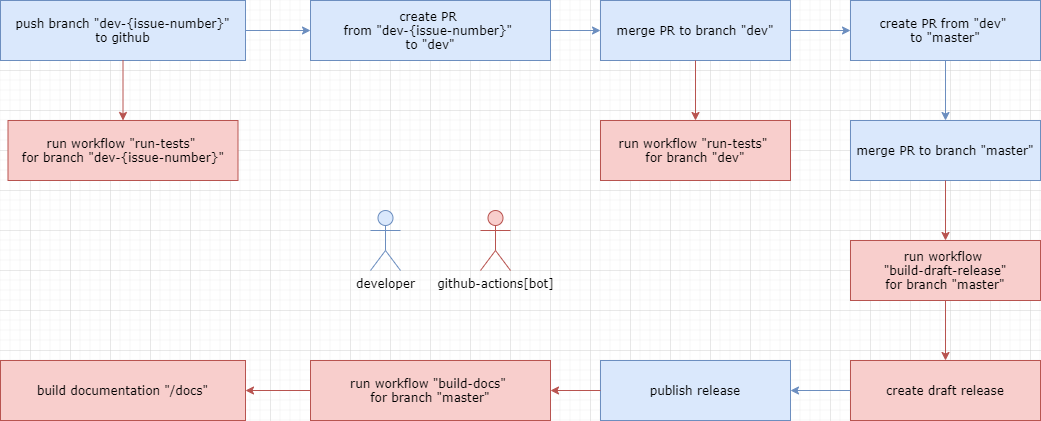 push branch "dev-{issue-number}"
to github
create PR
from "dev-{issue-number}"
to "dev"
merge PR to branch "dev"
create PR from "dev"
to "master"
run workflow "run-tests"
for branch "dev-{issue-number}"
run workflow "run-tests"
for branch "dev"
merge PR to branch "master"
developer
github-actions[bot]
run workflow
"build-draft-release"
for branch "master"
build documentation "/docs"
run workflow "build-docs"
for branch "master"
publish release
create draft release